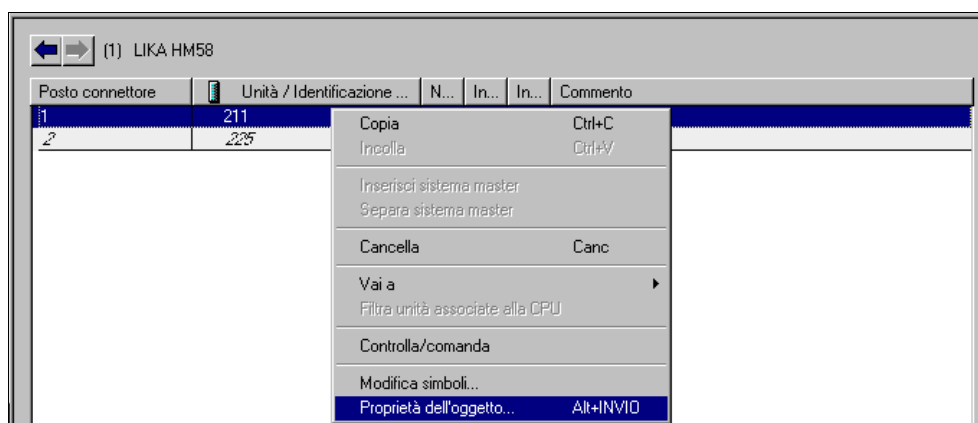 (1) LIKA HM58
Posto connettore Unità / Identificazione ... N... In... In... Commento
1 211
2 225
Copia Ctrl+C
Incolla Ctrl+V
Inserisci sistema master
Separa sistema master
Cancella Canc
Vai a
Filtra unità associate alla CPU
Controlla/comanda
Modifica simboli...
Proprietà dell'oggetto... Alt+INVIO